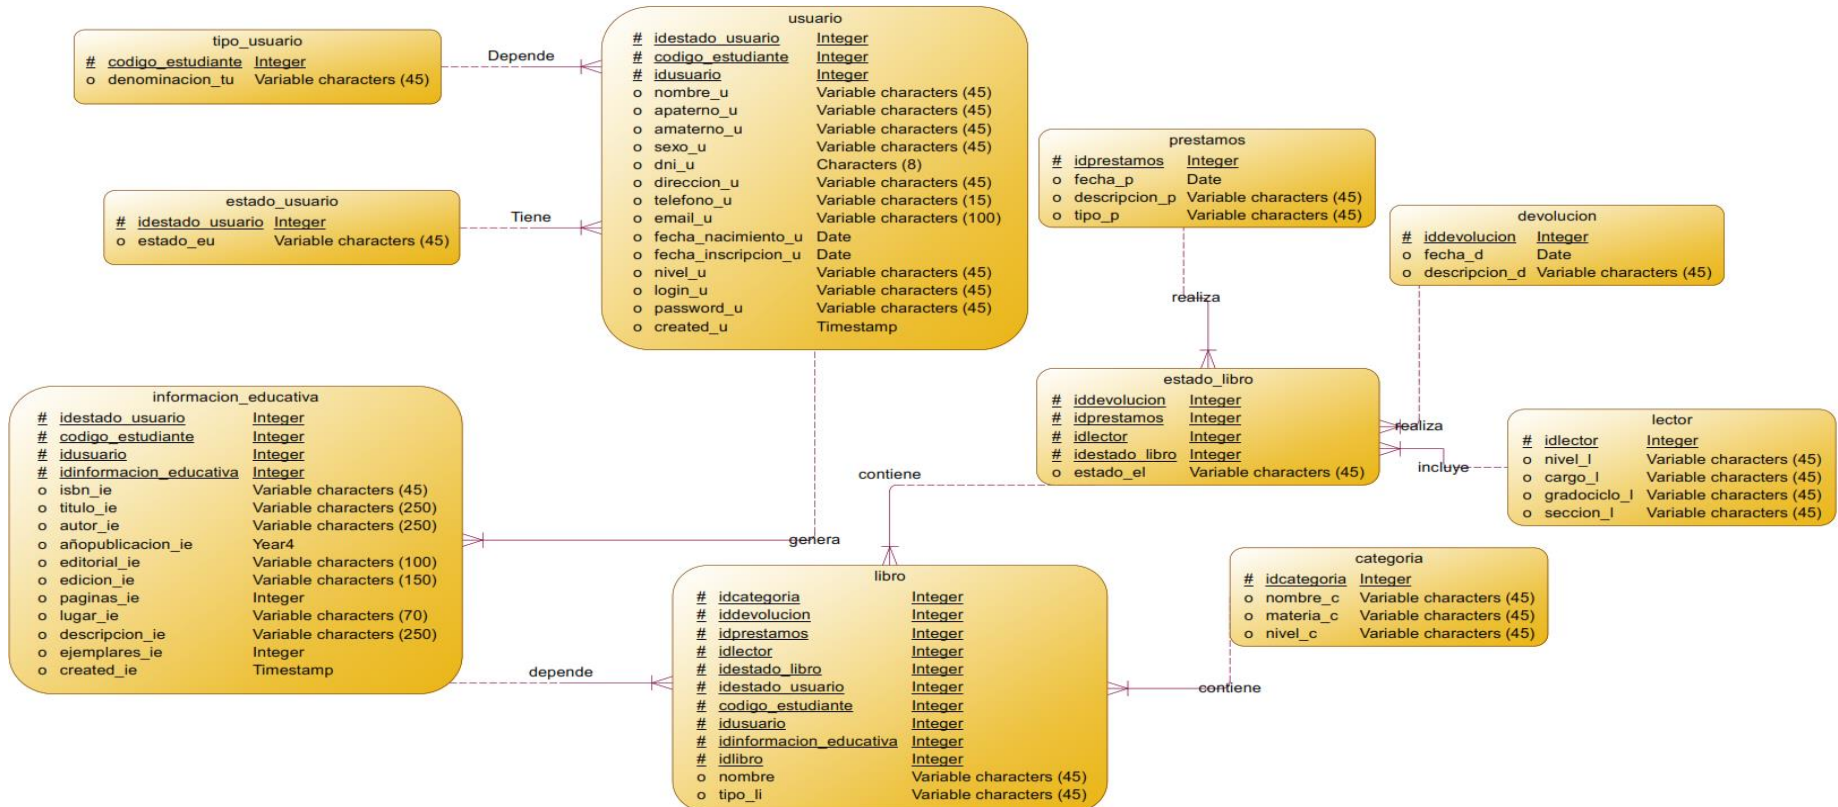 tipo_usuario
# codigo_estudiante Integer
o denominacion_tu Variable characters (45)
Depende
usuario
# idestado_usuario Integer
# codigo_estudiante Integer
# idusuario Integer
o nombre_u Variable characters (45)
o apaterno_u Variable characters (45)
o amaterno_u Variable characters (45)
o sexo_u Variable characters (45)
o dni_u Characters (8)
o direccion_u Variable characters (45)
o telefono_u Variable characters (15)
o email_u Variable characters (100)
o fecha_nacimiento_u Date
o fecha_inscripcion_u Date
o nivel_u Variable characters (45)
o login_u Variable characters (45)
o password_u Variable characters (45)
o created_u Timestamp
estado_usuario
# idestado_usuario Integer
o estado_eu Variable characters (45)
Tiene
prestamos
# idprestamos Integer
o fecha_p Date
o descripcion_p Variable characters (45)
o tipo_p Variable characters (45)
realiza
devolucion
# iddevolucion Integer
o fecha_d Date
o descripcion_d Variable characters (45)
realiza
estado_libro
# iddevolucion Integer
# idprestamos Integer
# idlector Integer
# idestado_libro Integer
o estado_el Variable characters (45)
incluye
lector
# idlector Integer
o nivel_l Variable characters (45)
o cargo_l Variable characters (45)
o gradociclo_l Variable characters (45)
o seccion_l Variable characters (45)
informacion_educativa
# idestado_usuario Integer
# codigo_estudiante Integer
# idusuario Integer
# idinformacion_educativa Integer
o isbn_ie Variable characters (45)
o titulo_ie Variable characters (250)
o autor_ie Variable characters (250)
o añopublicacion_ie Year4
o editorial_ie Variable characters (100)
o edicion_ie Variable characters (150)
o paginas_ie Integer
o lugar_ie Variable characters (70)
o descripcion_ie Variable characters (250)
o ejemplares_ie Integer
o created_ie Timestamp
genera
contiene
depende
libro
# idcategoria Integer
# iddevolucion Integer
# idprestamos Integer
# idlector Integer
# idestado_libro Integer
# idestado_usuario Integer
# codigo_estudiante Integer
# idusuario Integer
# idinformacion_educativa Integer
# idlibro Integer
o nombre Variable characters (45)
o tipo_li Variable characters (45)
categoria
# idcategoria Integer
o nombre_c Variable characters (45)
o materia_c Variable characters (45)
o nivel_c Variable characters (45)
contiene